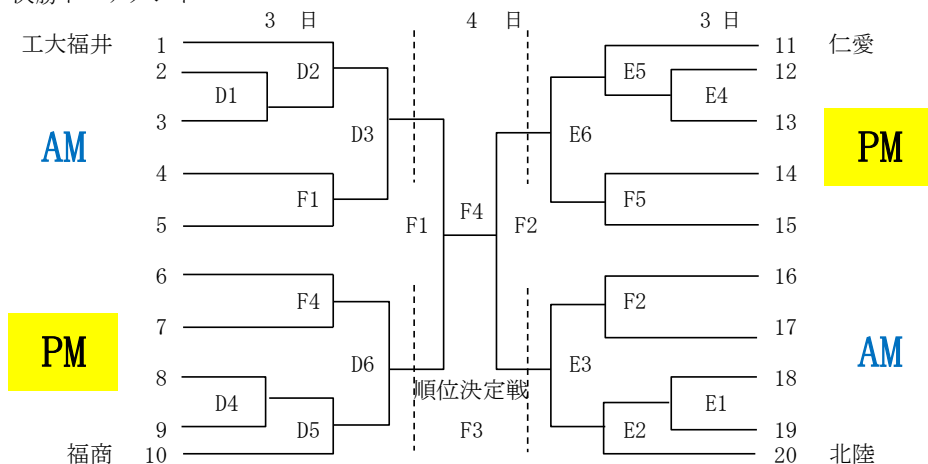 3 日 4 日 3 日
工大福井 1 11 仁愛
2 D2 E5 12
D1 E4
3 13
AM D3 E6 PM
4 14
F1 F5
5 F1 F4 F2 15
6 16
F4 F2
7 17
PM D6 E3 AM
8 順位決定戦 18
D4 E1
9 D5 F3 E2 19
福商 10 20 北陸